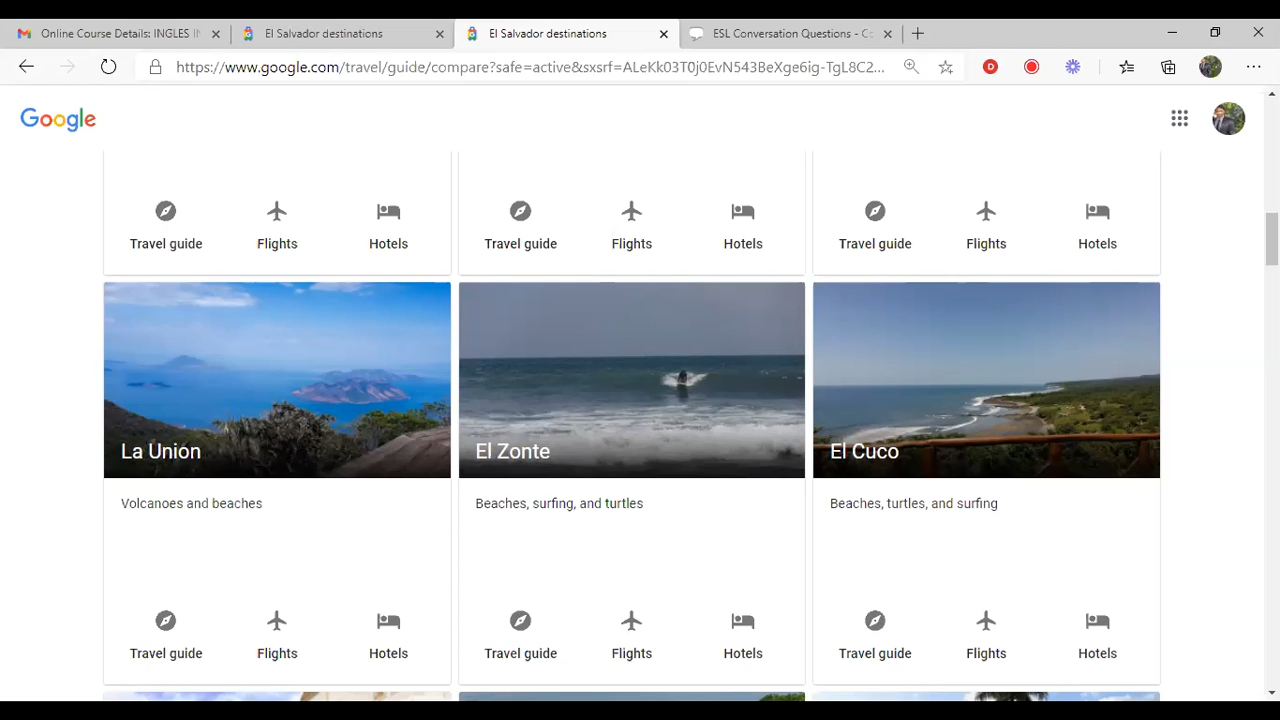 Online Course Details: INGLES IN
El Salvador destinations
El Salvador destinations
ESL Conversation Questions - Co
https://www.google.com/travel/guide/compare?safe=active&sxsrf=ALeKk03T0j0EvN543BeXge6ig-TgL8C2...
Google
Travel guide Flights Hotels
Travel guide Flights Hotels
Travel guide Flights Hotels
La Union
El Zonte
El Cuco
Volcanoes and beaches
Beaches, surfing, and turtles
Beaches, turtles, and surfing
Travel guide Flights Hotels
Travel guide Flights Hotels
Travel guide Flights Hotels